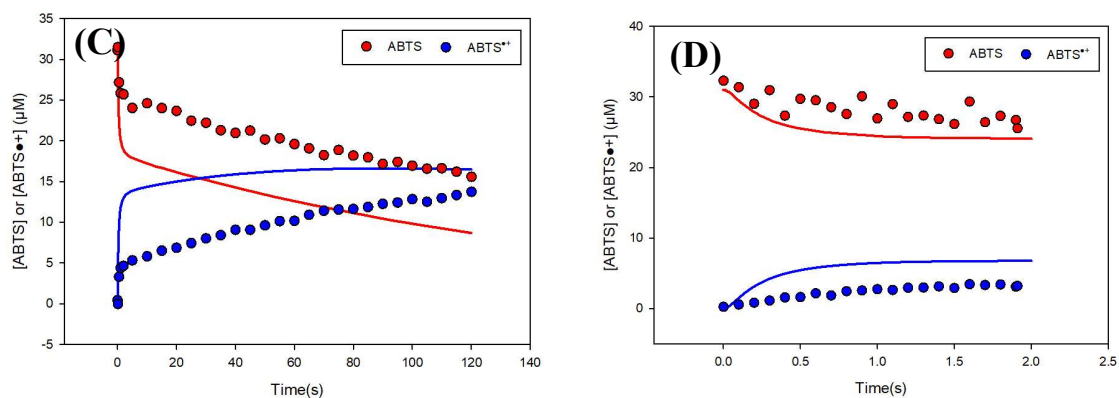 (C)
ABTS ABTS●+
35
30
25
20
15
10
5
0
-5
[ABTS] or [ABTS●+] (μM)
0 20 40 60 80 100 120 140
Time(s)
(D)
ABTS ABTS●+
40
30
20
10
0
[ABTS] or [ABTS●+] (μM)
0.0 0.5 1.0 1.5 2.0 2.5
Time(s)